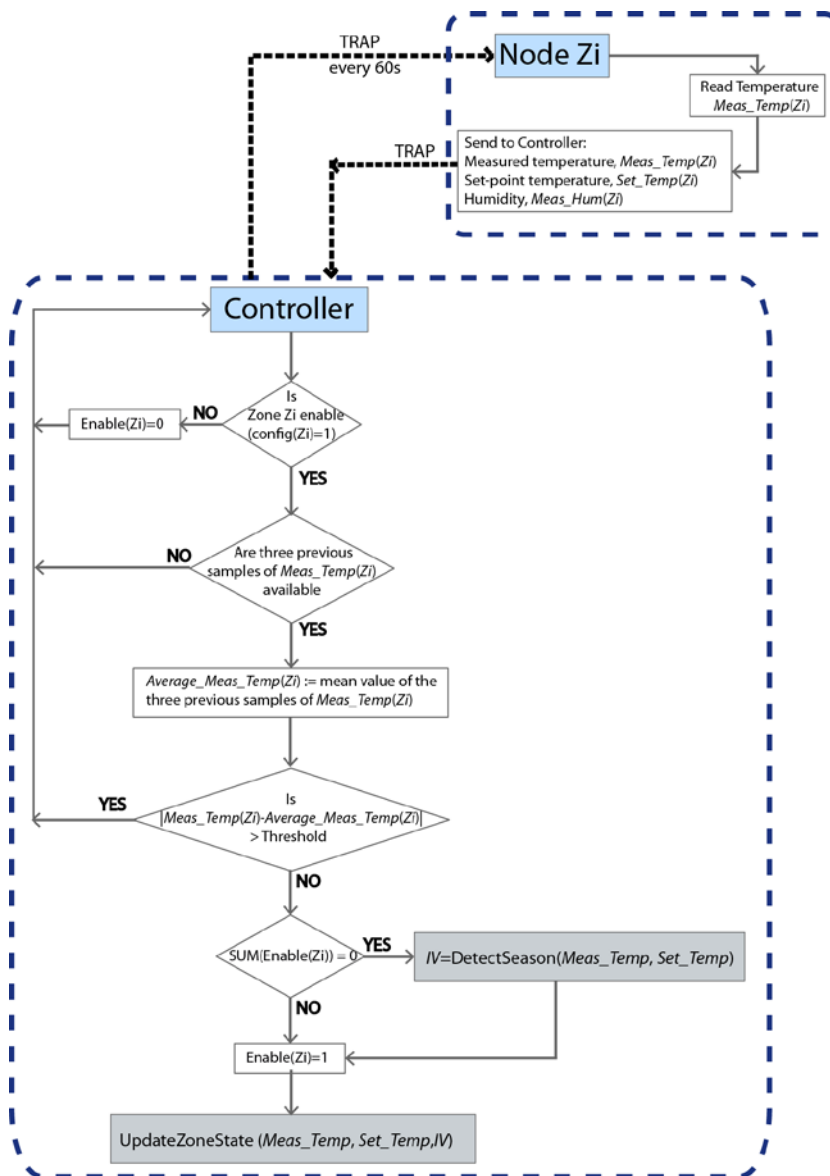 TRAP
every 60s
Node Zi
Read Temperature
Meas_Temp(Zi)
TRAP
Send to Controller:
Measured temperature, Meas_Temp(Zi)
Set-point temperature, Set_Temp(Zi)
Humidity, Meas_Hum(Zi)
Controller
Is
Zone Zi enable
(config(Zi)=1)
NO
Enable(Zi)=0
YES
Are three previous
samples of Meas_Temp(Zi)
available
NO
YES
Average_Meas_Temp(Zi) := mean value of the
three previous samples of Meas_Temp(Zi)
Is
|Meas_Temp(Zi)-Average_Meas_Temp(Zi)|
> Threshold
YES
NO
SUM(Enable(Zi)) = 0
YES
IV=DetectSeason(Meas_Temp, Set_Temp)
NO
Enable(Zi)=1
UpdateZoneState (Meas_Temp, Set_Temp,IV)